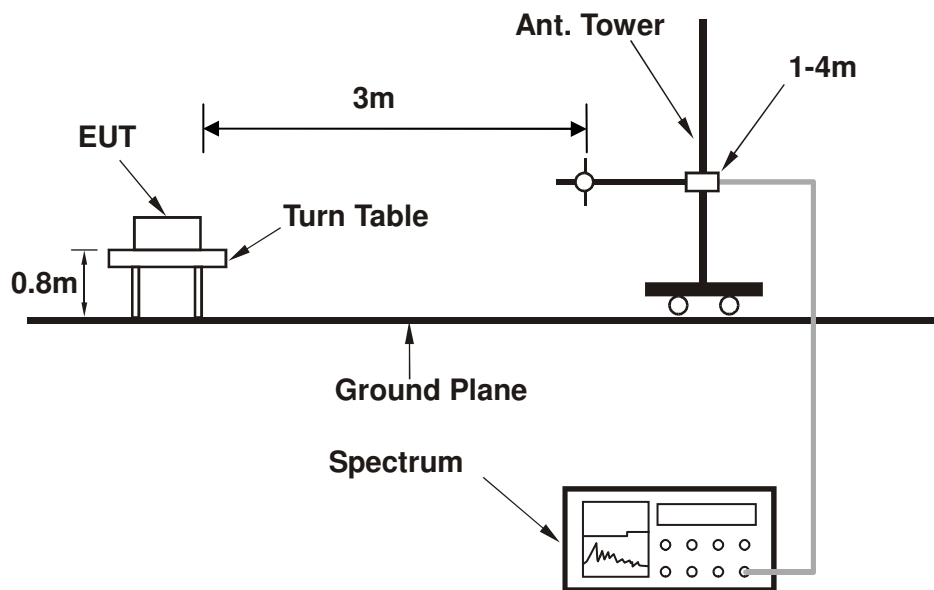 Ant. Tower
1-4m
3m
EUT
Turn Table
0.8m
Ground Plane
Spectrum